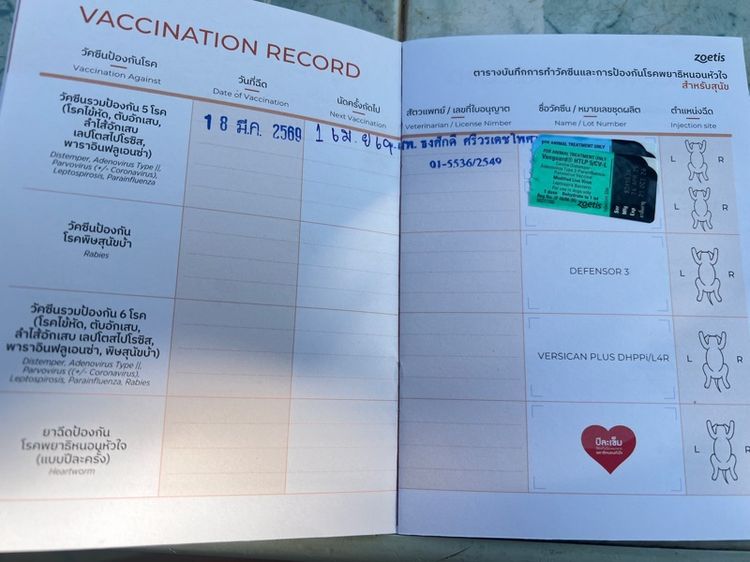 VACCINATION RECORD
วัคซีนป้องกันโรค
Vaccination Against
วันที่ฉีด
Date of Vaccination
นัดครั้งถัดไป
Next Vaccination
วัคซีนรวมป้องกัน 5 โรค
(โรคไข้หัด, ตับอักเสบ,
ลำไส้อักเสบ
เลปโตสไปโรซิส,
พาราอินฟลูเอนซ่า)
Distemper, Adenovirus Type II,
Parvovirus (+/- Coronavirus),
Leptospirosis, Parainfluenza
18 มี.ค. 2569
วัคซีนป้องกัน
โรคพิษสุนัขบ้า
Rabies
วัคซีนรวมป้องกัน 6 โรค
(โรคไข้หัด, ตับอักเสบ,
ลำไส้อักเสบ เลปโตสไปโรซิส,
พาราอินฟลูเอนซ่า, พิษสุนัขบ้า)
Distemper, Adenovirus Type II,
Parvovirus ((+/- Coronavirus),
Leptospirosis, Parainfluenza, Rabies
ยาฉีดป้องกัน
โรคพยาธิหนอนหัวใจ
(แบบปีละครั้ง)
Heartworm
zoetis
ตารางบันทึกการทำวัคซีนและการป้องกันโรคพยาธิหนอนหัวใจ
สำหรับสุนัข
สัตวแพทย์ / เลขที่ใบอนุญาต
Veterinarian / License Nimber
ชื่อวัคซีน / หมายเลขชุดผลิต
Name / Lot Number
ตำแหน่งฉีด
Injection site
01-5536/2549
FOR ANIMAL TREATMENT ONLY
FOR ANIMAL TREATMENT ONLY
Vanguard® HTLP 5/CV-L
Modified Live Virus
zoetis
L R
L R
DEFENSOR 3
L R
VERSICAN PLUS DHPPi/L4R
L R
ปีละเข็ม
L R